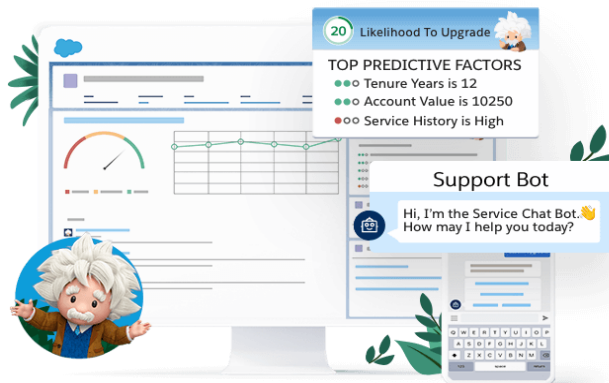 20 Likelihood To Upgrade
TOP PREDICTIVE FACTORS
Tenure Years is 12
Account Value is 10250
Service History is High
Support Bot
Hi, I'm the Service Chat Bot.👋
How may I help you today?
Q W E R T Y U I O P
A S D F G H J K L
Z X C V B N M